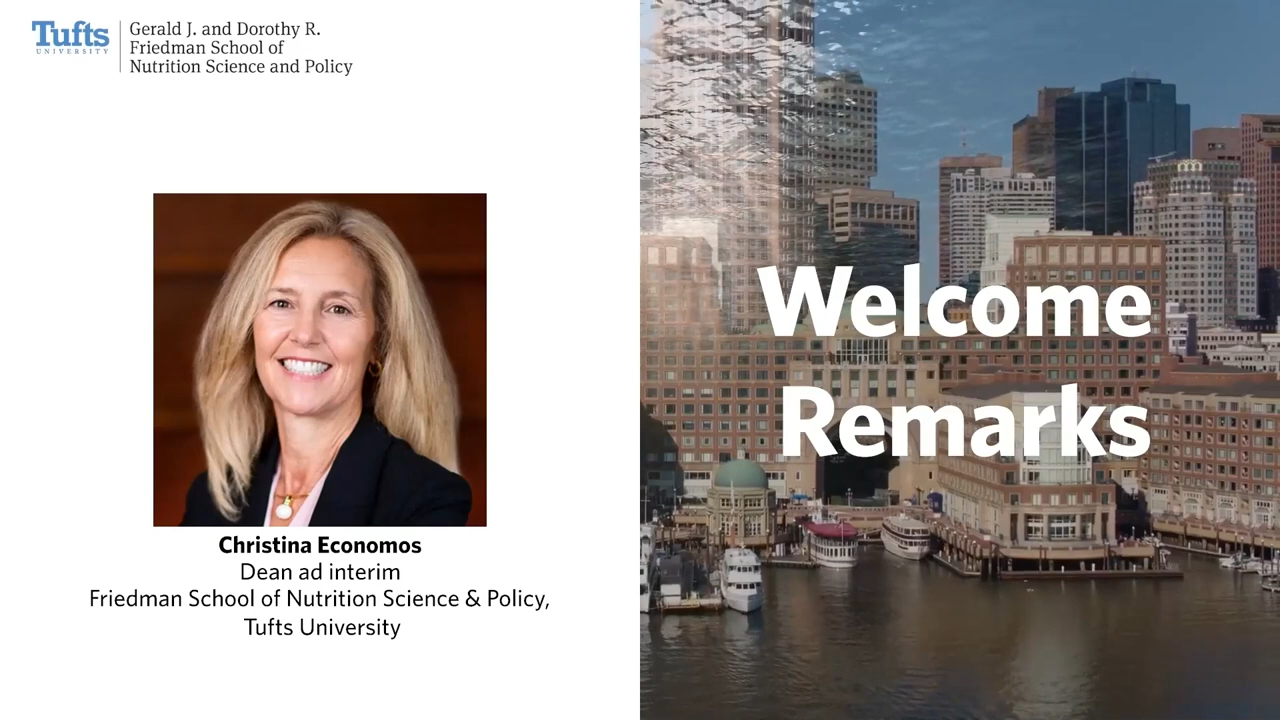 Tufts
UNIVERSITY
Gerald J. and Dorothy R.
Friedman School of
Nutrition Science and Policy
Christina Economos
Dean ad interim
Friedman School of Nutrition Science & Policy,
Tufts University
Welcome
Remarks